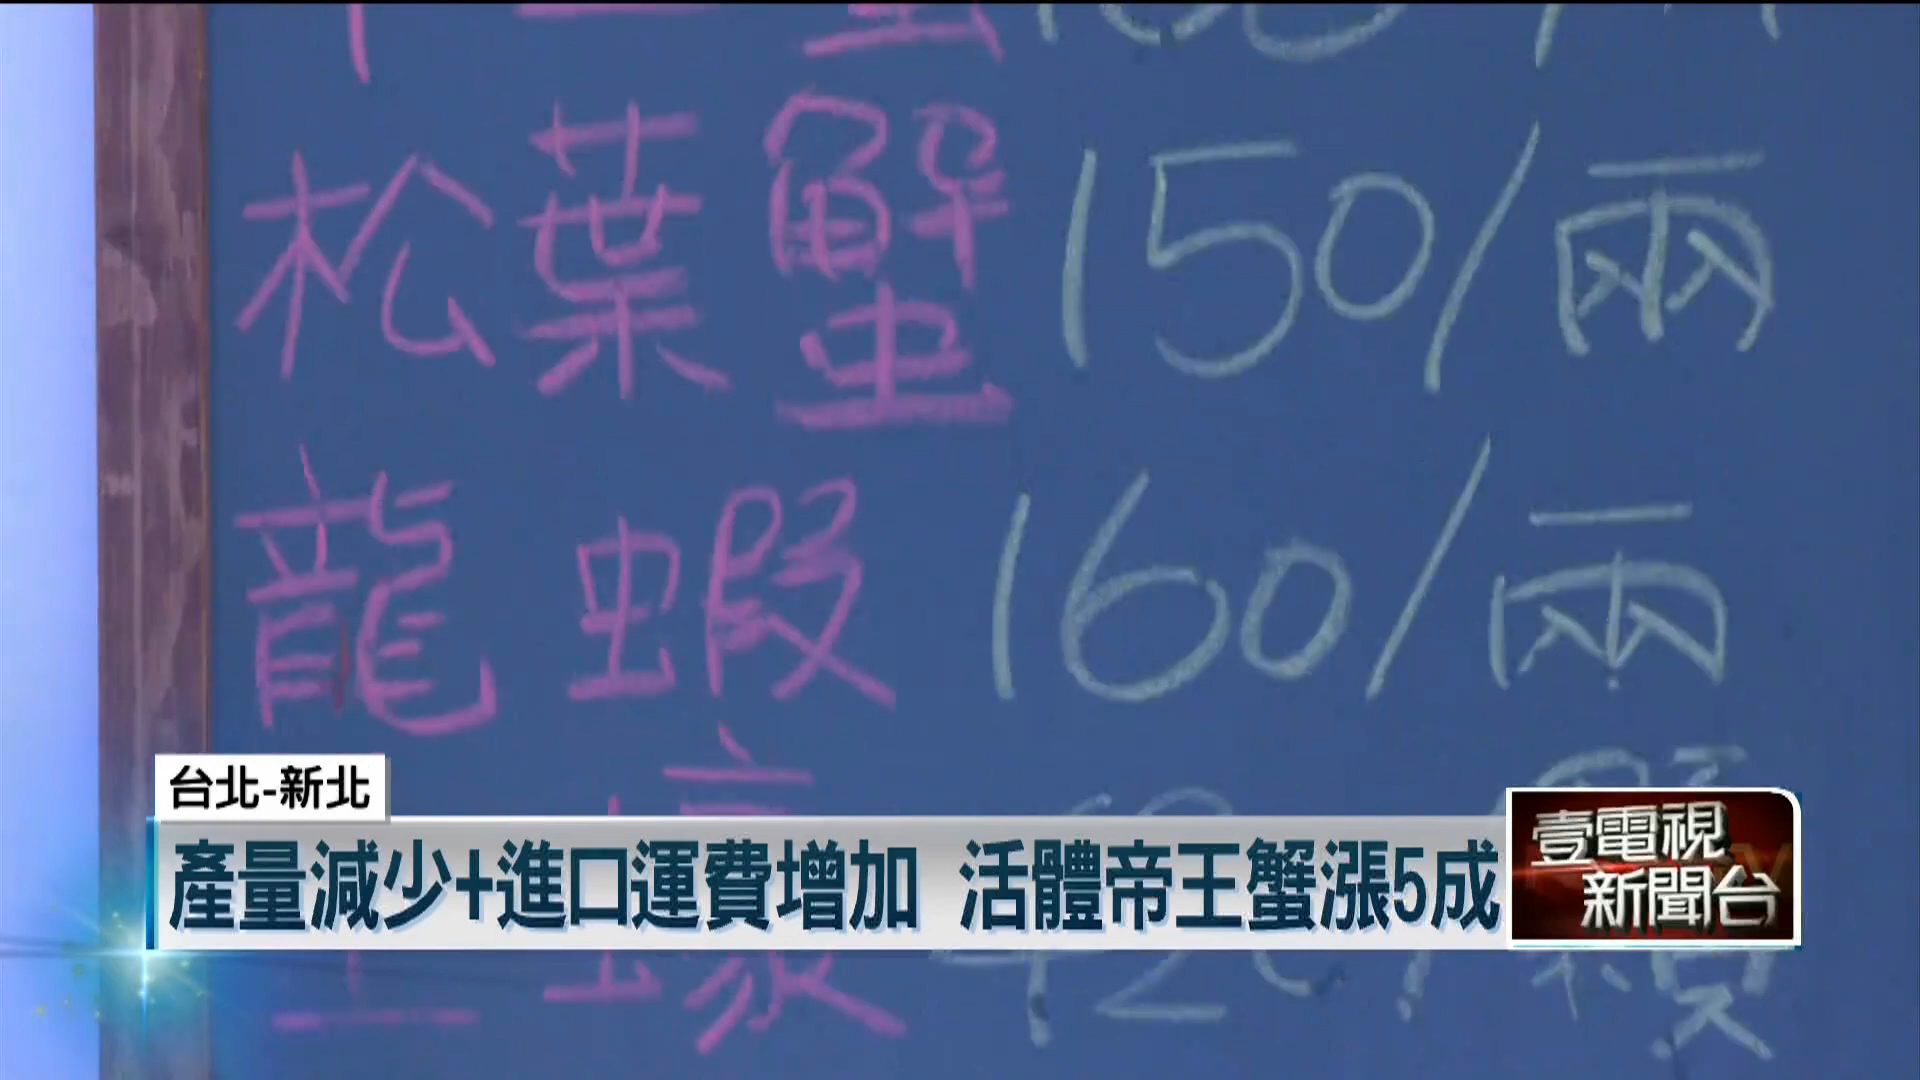 松葉蟹 150/兩
龍蝦 160/兩
台北-新北
產量減少+進口運費增加 活體帝王蟹漲5成
壹電視
新聞台